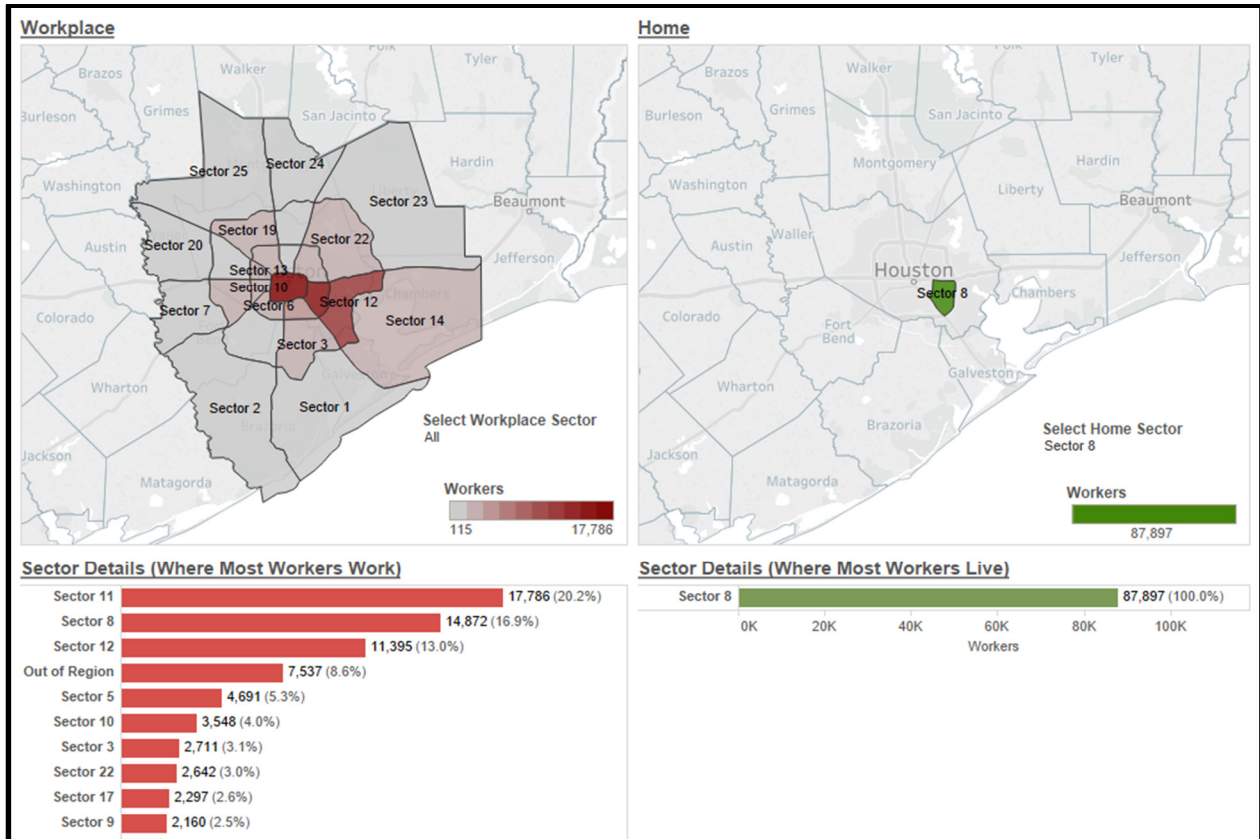 Workplace
Polk
Tyler
Brazos
Walker
Grimes
San Jacinto
Burleson
Hardin
Sector 24
Sector 25
Washington
Liberty
Sector 23
Beaumont
Sector 19
Sector 22
Austin
Sector 20
Jefferson
Sector 13
Sector 10
Chambers
Sector 12
Sector 6
Sector 7
Colorado
Sector 14
Sector 3
Galveston
Wharton
Sector 2
Sector 1
Brazoria
Select Workplace Sector
All
Jackson
Matagorda
Workers
115
17,786
Home
Polk
Tyler
Brazos
Walker
Grimes
San Jacinto
Burleson
Montgomery
Hardin
Washington
Liberty
Beaumont
Waller
Austin
Jefferson
Houston
Sector 8
Chambers
Colorado
Fort
Bend
Galveston
Wharton
Brazoria
Select Home Sector
Sector 8
Jackson
Matagorda
Workers
87,897
Sector Details (Where Most Workers Work)
Sector 11 17,786 (20.2%)
Sector 8 14,872 (16.9%)
Sector 12 11,395 (13.0%)
Out of Region 7,537 (8.6%)
Sector 5 4,691 (5.3%)
Sector 10 3,548 (4.0%)
Sector 3 2,711 (3.1%)
Sector 22 2,642 (3.0%)
Sector 17 2,297 (2.6%)
Sector 9 2,160 (2.5%)
Sector Details (Where Most Workers Live)
Sector 8 87,897 (100.0%)
0K 20K 40K 60K 80K 100K
Workers